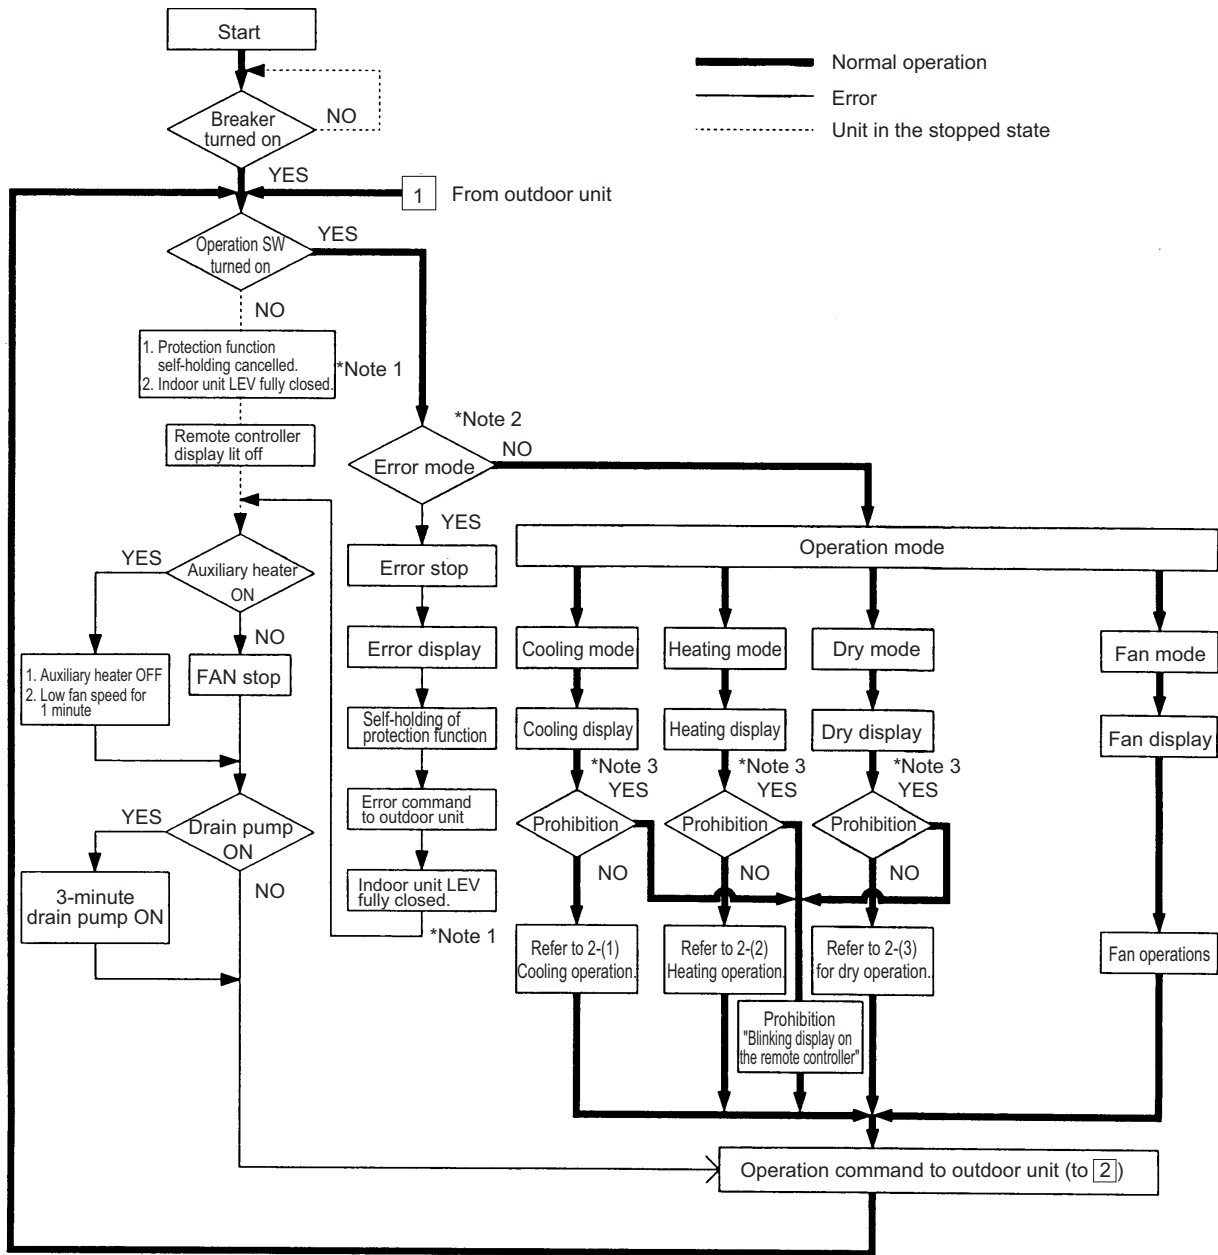 Start
Normal operation
Error
Unit in the stopped state
Breaker
turned on
NO
YES
1
From outdoor unit
Operation SW
turned on
YES
NO
1. Protection function
self-holding cancelled.
2. Indoor unit LEV fully closed.
*Note 1
Remote controller
display lit off
*Note 2
Error mode
NO
YES
Operation mode
Auxiliary heater
ON
YES
NO
Error stop
1. Auxiliary heater OFF
2. Low fan speed for
1 minute
FAN stop
Error display
Cooling mode
Heating mode
Dry mode
Fan mode
Self-holding of
protection function
Cooling display
Heating display
Dry display
Fan display
*Note 3
YES
*Note 3
YES
*Note 3
YES
Error command
to outdoor unit
Prohibition
Prohibition
Prohibition
NO
NO
NO
YES
Drain pump
ON
NO
3-minute
drain pump ON
Indoor unit LEV
fully closed.
*Note 1
Refer to 2-(1)
Cooling operation.
Refer to 2-(2)
Heating operation.
Refer to 2-(3)
for dry operation.
Fan operations
Prohibition
"Blinking display on
the remote controller"
Operation command to outdoor unit (to 2)